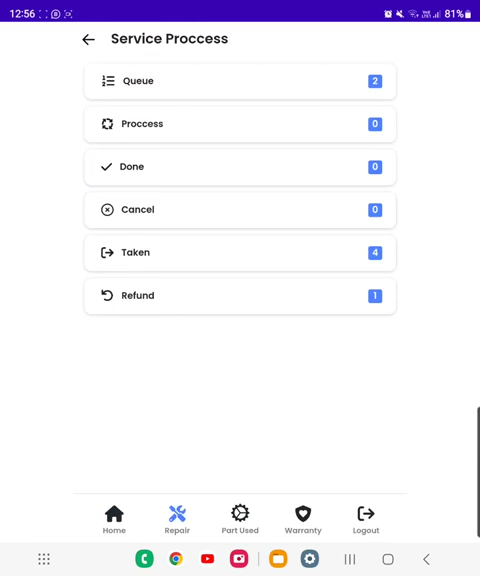 12:56
81%
Service Proccess
Queue 2
Proccess 0
Done 0
Cancel 0
Taken 4
Refund 1
Home Repair Part Used Warranty Logout